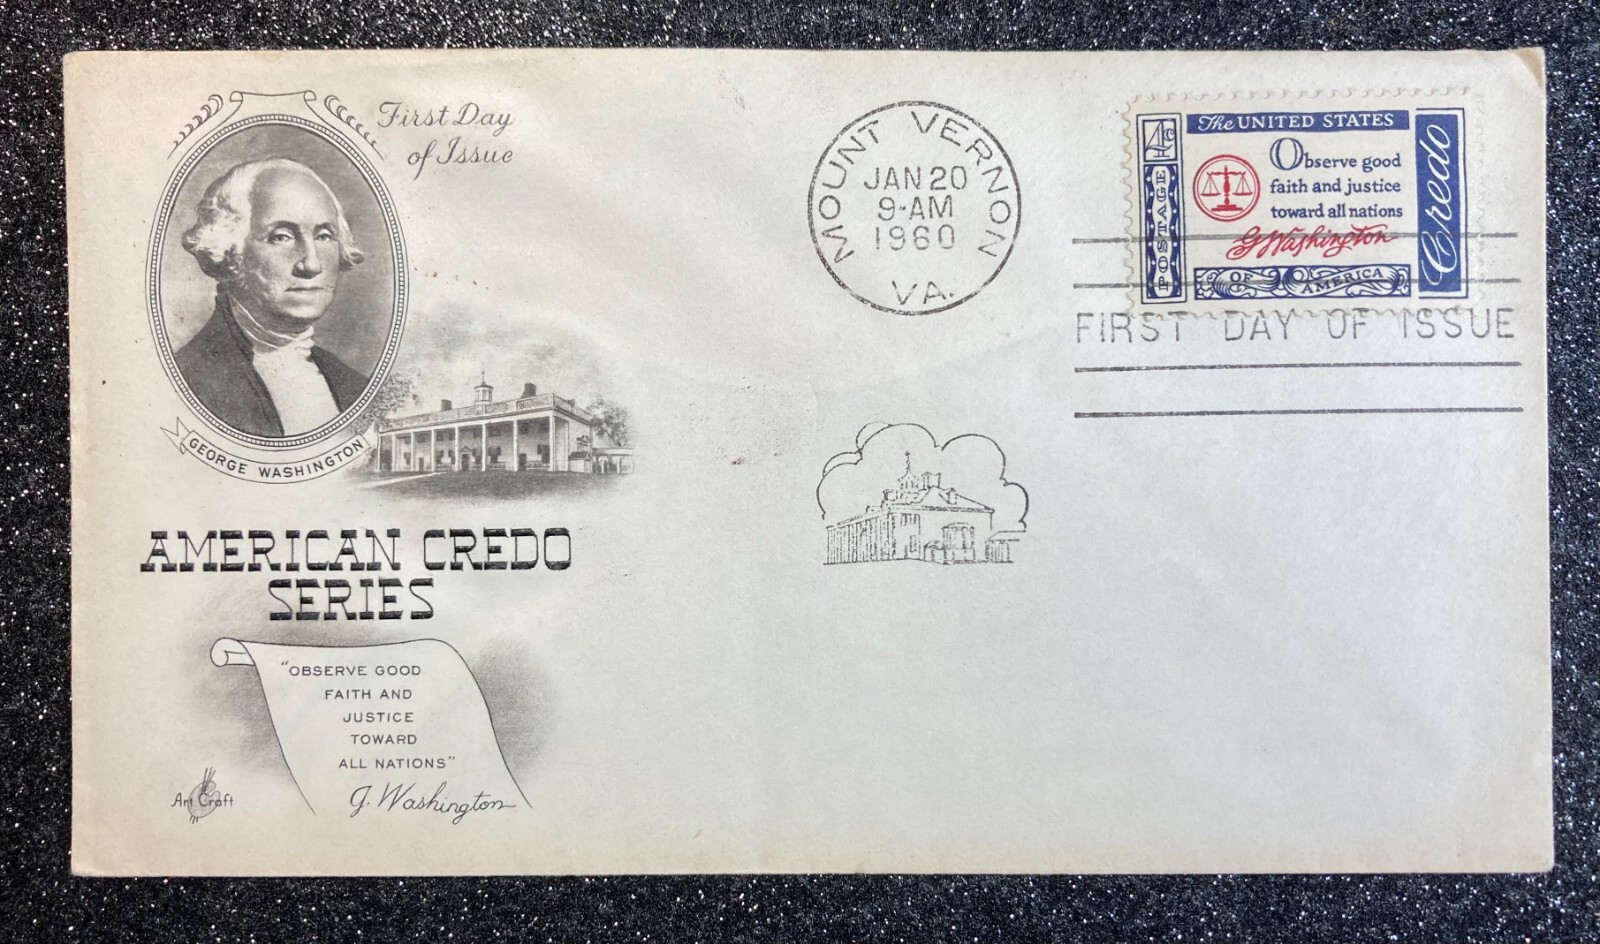 First Day
of Issue
GEORGE WASHINGTON
AMERICAN CREDO
SERIES
"OBSERVE GOOD
FAITH AND
JUSTICE
TOWARD
ALL NATIONS"
G. Washington
Art Craft
MOUNT VERNON
JAN 20
9-AM
1960
VA.
4c
POSTAGE
The UNITED STATES
Observe good
faith and justice
toward all nations
G Washington
OF AMERICA
Credo
FIRST DAY OF ISSUE